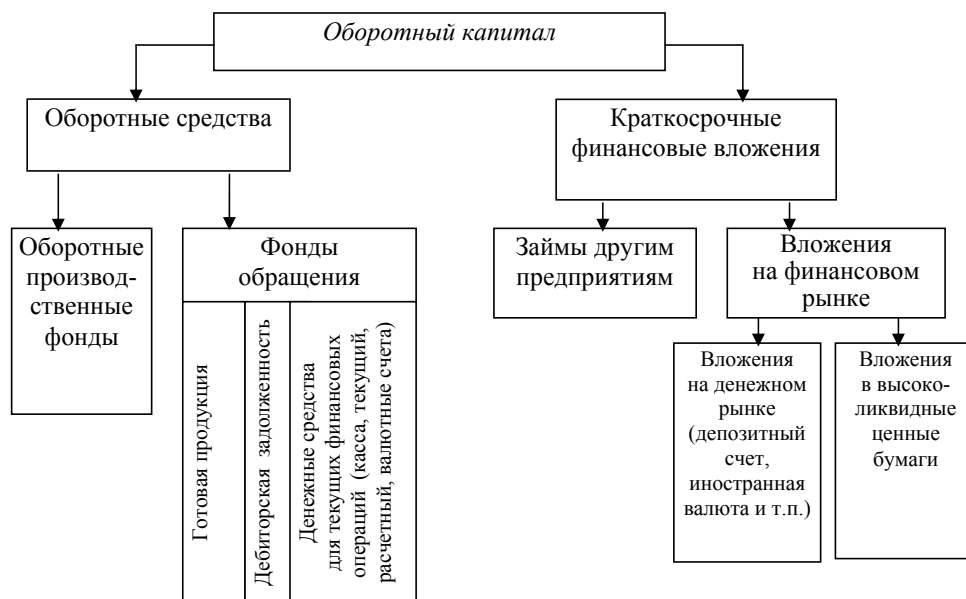 Оборотный капитал
Оборотные средства
Краткосрочные
финансовые вложения
Оборотные
производ-
ственные
фонды
Фонды
обращения
Займы другим
предприятиям
Вложения
на финансовом
рынке
Готовая продукция
Дебиторская задолженность
Денежные средства
для текущих финансовых
операций (касса, текущий,
расчетный, валютные счета)
Вложения
на денежном
рынке
(депозитный
счет,
иностранная
валюта и т.п.)
Вложения
в высоко-
ликвидные
ценные
бумаги